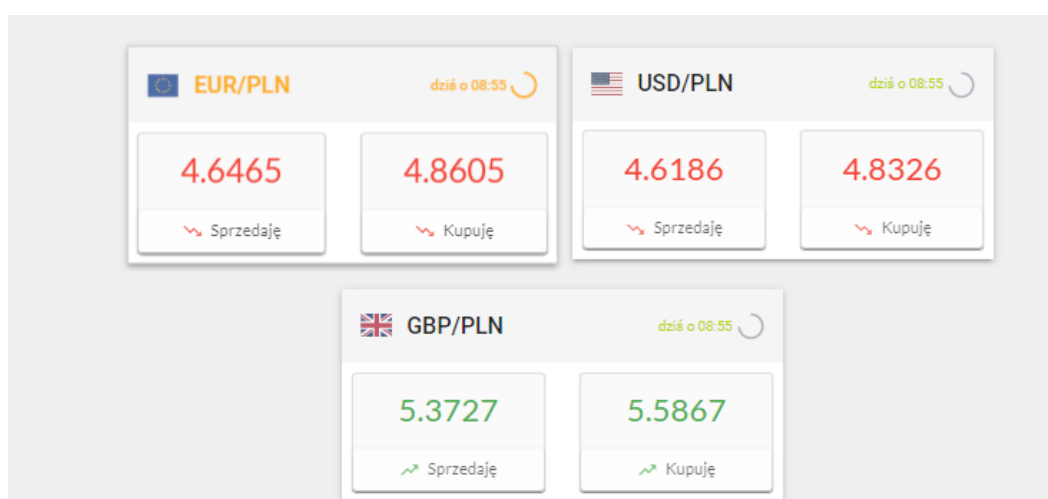 EUR/PLN dziś o 08:55
USD/PLN dziś o 08:55
4.6465 4.8605
4.6186 4.8326
Sprzedaję Kupuję
Sprzedaję Kupuję
GBP/PLN dziś o 08:55
5.3727 5.5867
Sprzedaję Kupuję